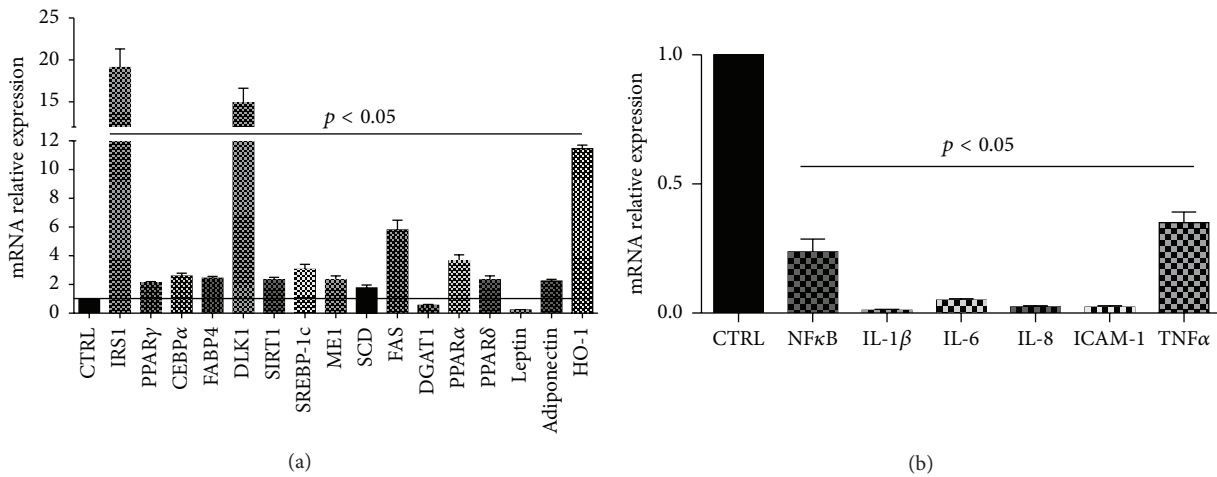 mRNA relative expression
25
20
15
12
10
8
6
4
2
0
p < 0.05
CTRL
IRS1
PPARγ
CEBPα
FABP4
DLK1
SIRT1
SREBP-1c
ME1
SCD
FAS
DGAT1
PPARα
PPARδ
Leptin
Adiponectin
HO-1
(a)
mRNA relative expression
1.0
0.5
0.0
p < 0.05
CTRL
NFκB
IL-1β
IL-6
IL-8
ICAM-1
TNFα
(b)